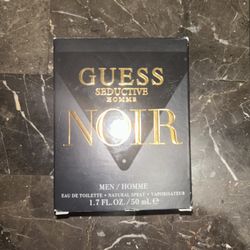 GUESS
SEDUCTIVE
HOMME
NOIR
MEN / HOMME
EAU DE TOILETTE • NATURAL SPRAY • VAPORISATEUR
1.7 FL. OZ. / 50 mL ℮